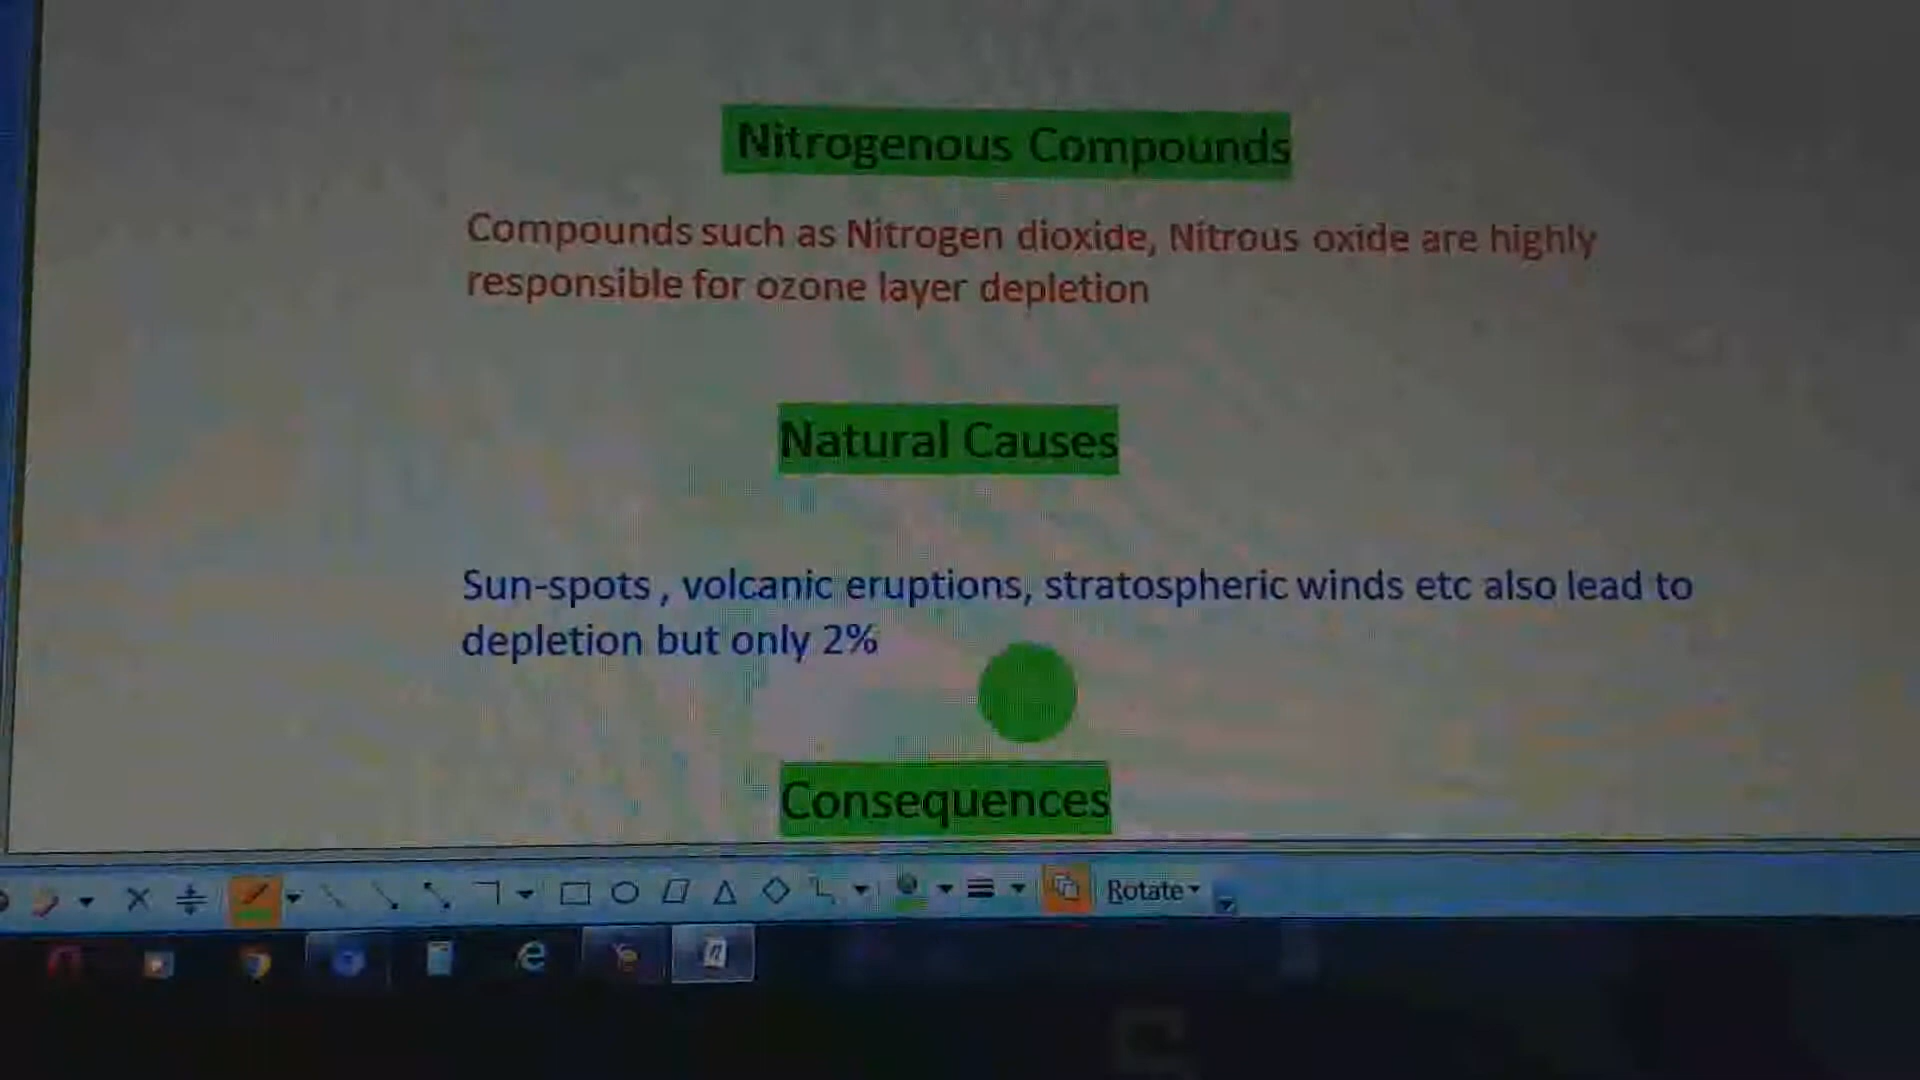 Nitrogenous Compounds
Compounds such as Nitrogen dioxide, Nitrous oxide are highly
responsible for ozone layer depletion
Natural Causes
Sun-spots , volcanic eruptions, stratospheric winds etc also lead to
depletion but only 2%
Consequences
Rotate